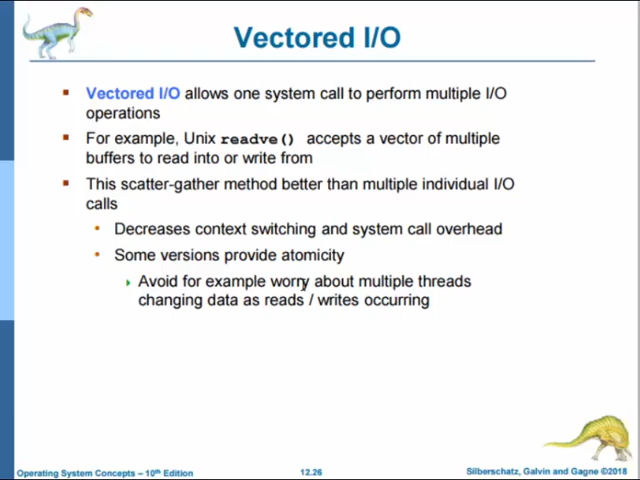 Vectored I/O
Vectored I/O allows one system call to perform multiple I/O
operations
For example, Unix readve() accepts a vector of multiple
buffers to read into or write from
This scatter-gather method better than multiple individual I/O
calls
Decreases context switching and system call overhead
Some versions provide atomicity
Avoid for example worry about multiple threads
changing data as reads / writes occurring
Operating System Concepts – 10th Edition
12.26
Silberschatz, Galvin and Gagne ©2018